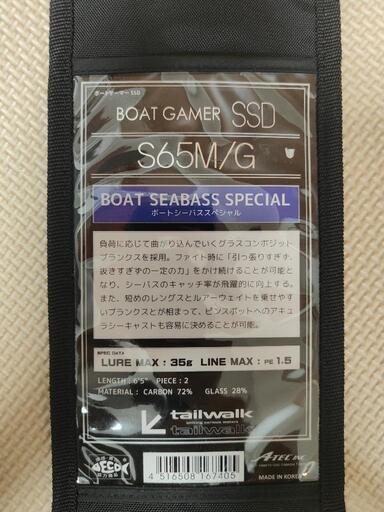 ボートゲーマー SSD
BOAT GAMER SSD
S65M/G
BOAT SEABASS SPECIAL
ボートシーバススペシャル
負荷に応じて曲がり込んでいくグラスコンポジット
ブランクスを採用。ファイト時に「引っ張りすぎず、
抜きすぎずの一定の力」をかけ続けることが可能と
なり、シーバスのキャッチ率が飛躍的に向上する。
また、短めのレングスとルアーウェイトを乗せやす
いブランクスとが相まって、ピンスポットへのアキュ
ラシーキャストも容易に決めることが可能。
SPEC DATA
LURE MAX : 35g LINE MAX : PE 1.5
LENGTH : 6'5" PIECE : 2
MATERIAL : CARBON 72% GLASS 28%
tailwalk
tailwalk
4 516508 167405
MADE IN KOREA